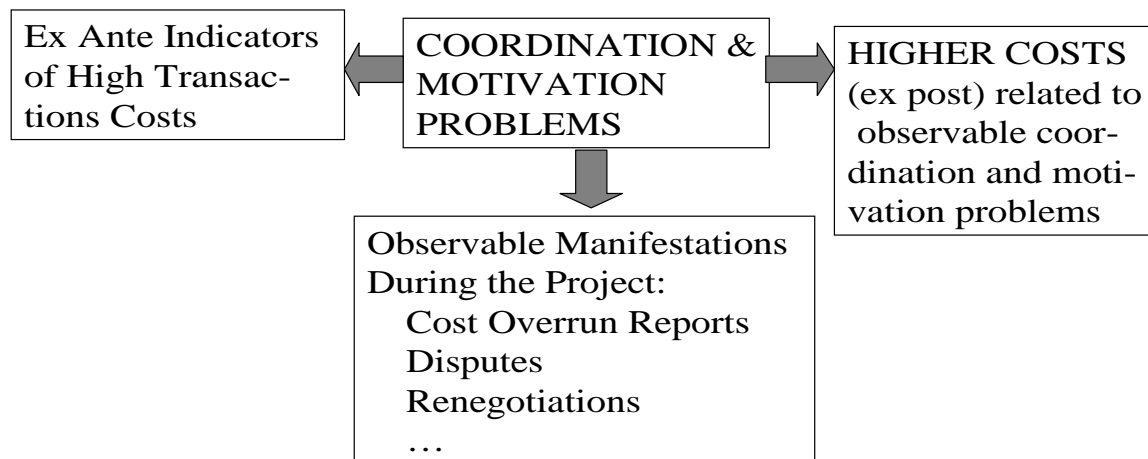 Ex Ante Indicators
of High Transac-
tions Costs
COORDINATION &
MOTIVATION
PROBLEMS
HIGHER COSTS
(ex post) related to
observable coor-
dination and moti-
vation problems
Observable Manifestations
During the Project:
Cost Overrun Reports
Disputes
Renegotiations
…